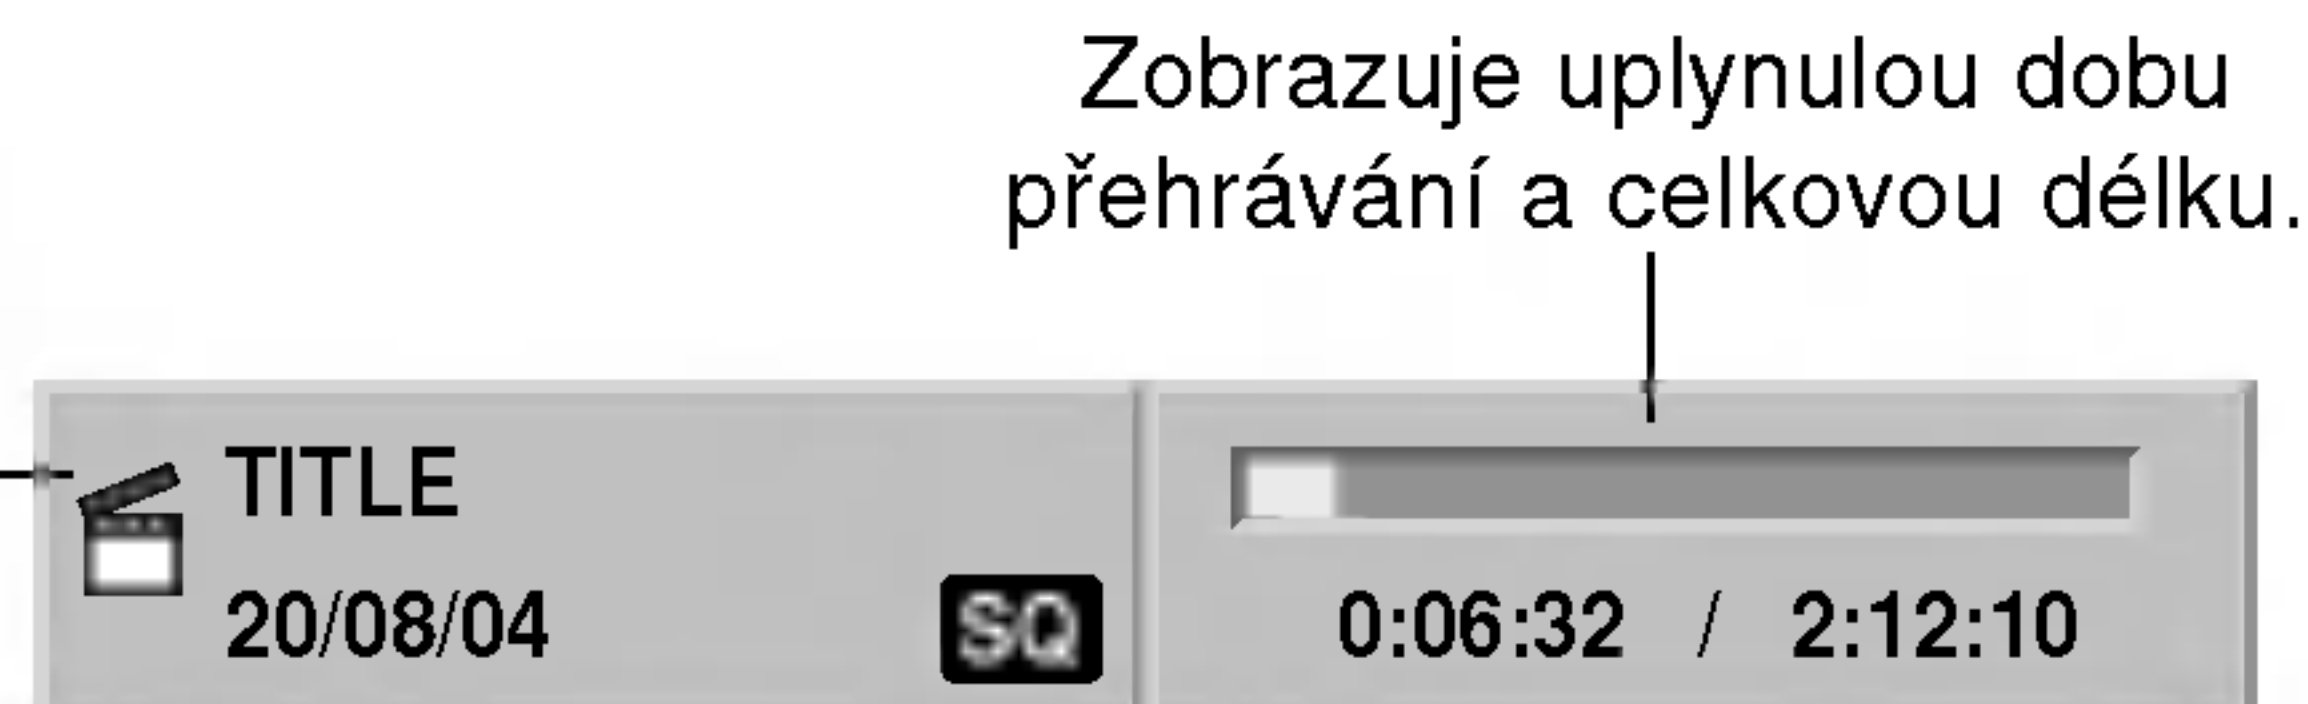 Zobrazuje uplynulou dobu
přehrávání a celkovou délku.
TITLE
20/08/04 SQ 0:06:32 / 2:12:10